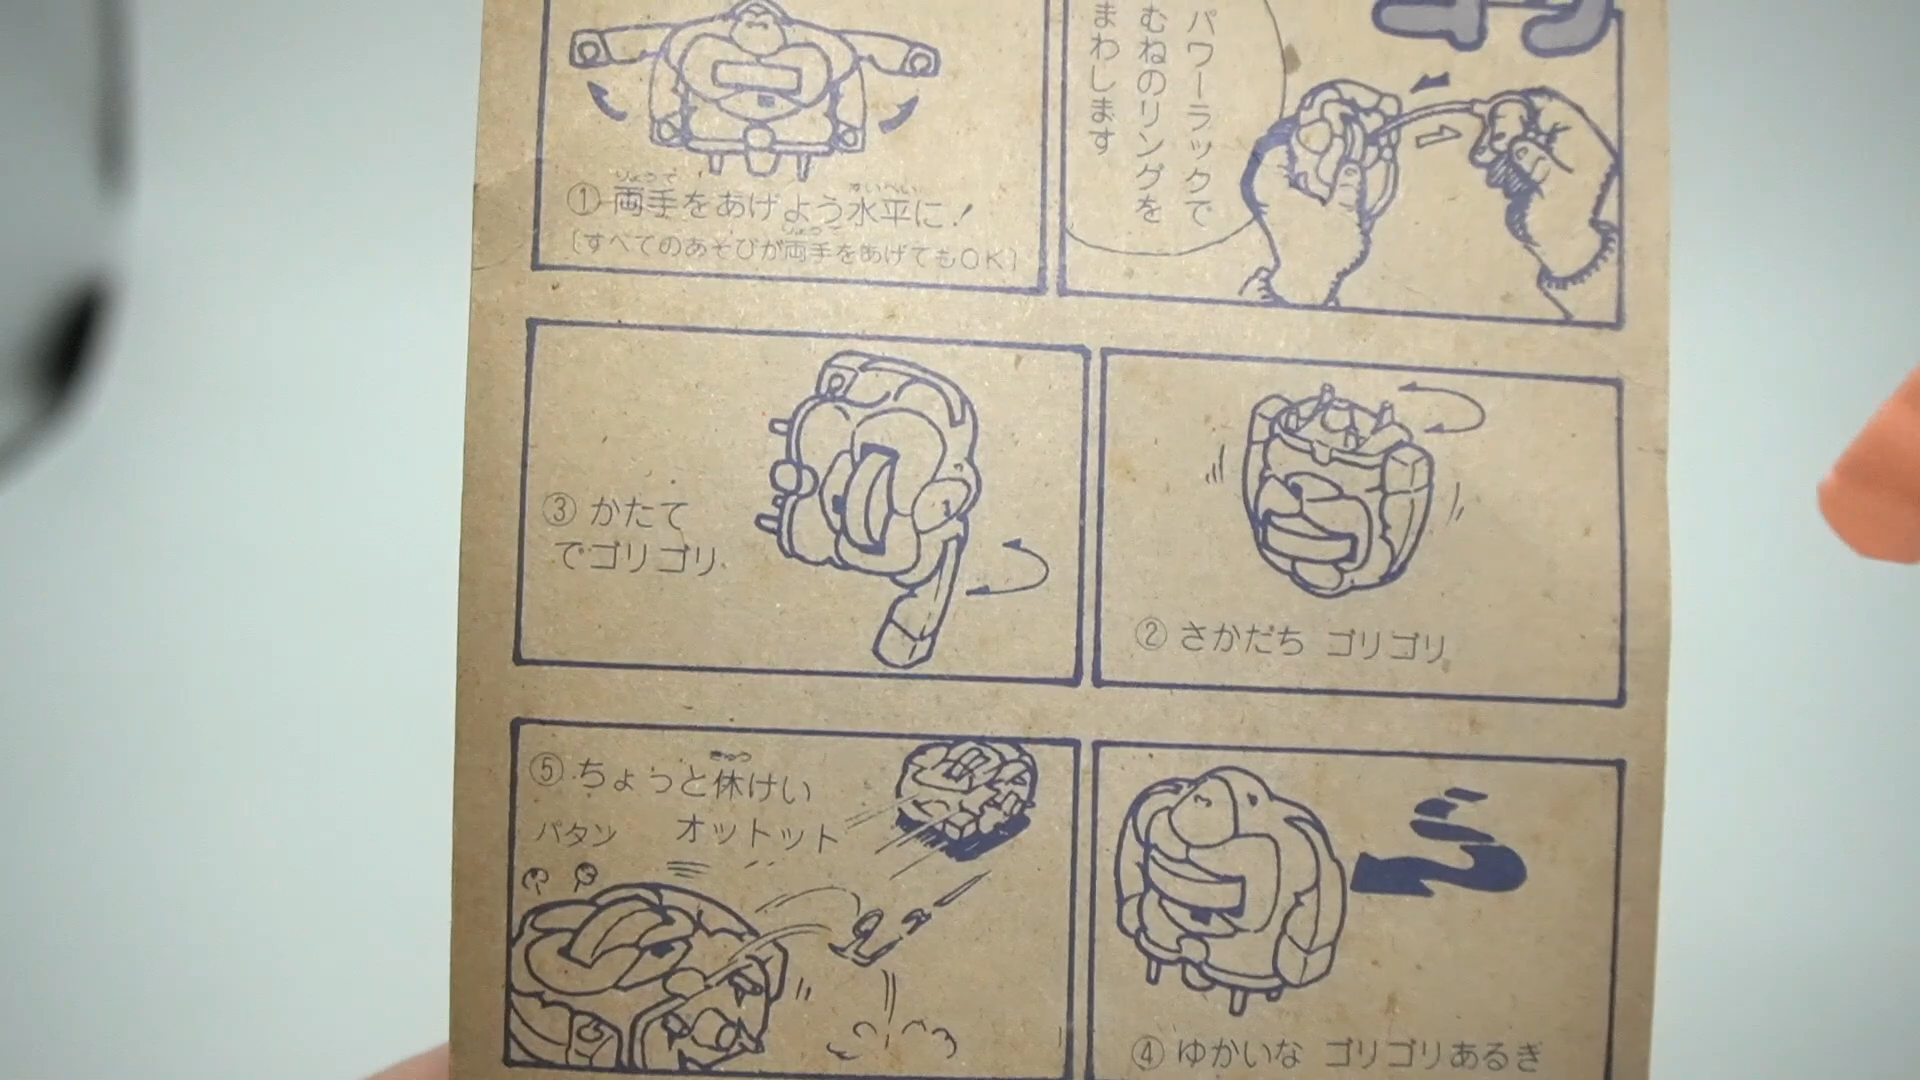 パワーラックで
むねのリングを
まわします
① 両手をあげよう水平に！
〔すべてのあそびが両手をあげてもOK〕
② さかだち ゴリゴリ
③ かたて
でゴリゴリ
④ ゆかいな ゴリゴリあるき
⑤ ちょっと休けい
パタン オットット